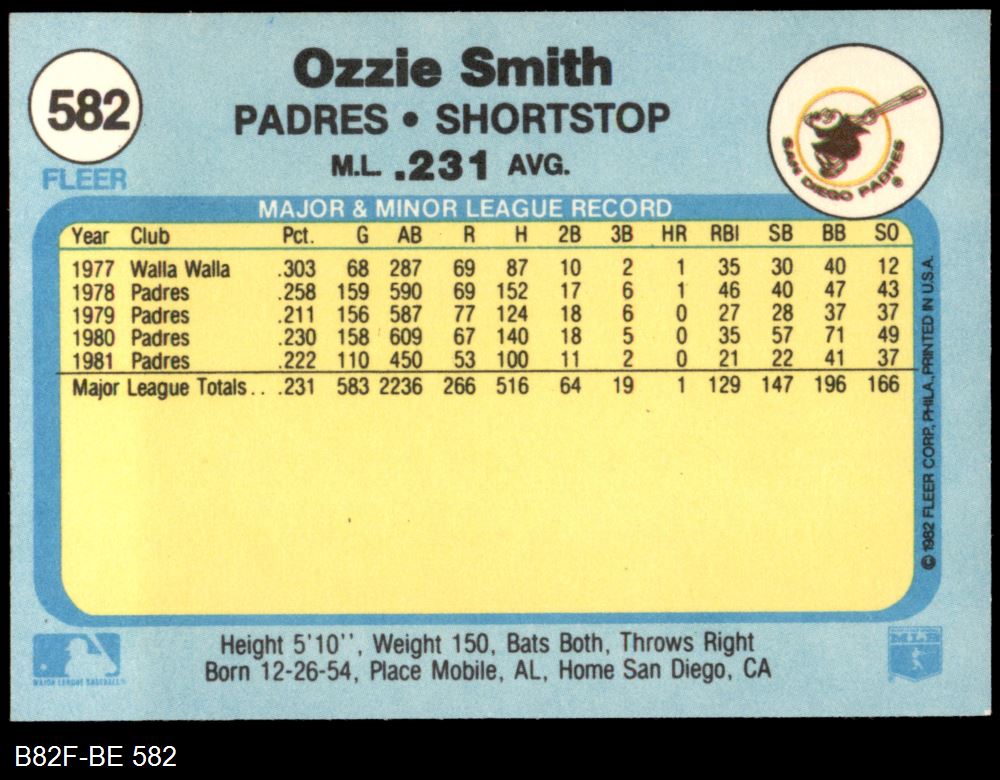 582
FLEER
Ozzie Smith
PADRES • SHORTSTOP
M.L. .231 AVG.
SAN DIEGO PADRES ®
MAJOR & MINOR LEAGUE RECORD
Year Club Pct. G AB R H 2B 3B HR RBI SB BB SO
1977 Walla Walla .303 68 287 69 87 10 2 1 35 30 40 12
1978 Padres .258 159 590 69 152 17 6 1 46 40 47 43
1979 Padres .211 156 587 77 124 18 6 0 27 28 37 37
1980 Padres .230 158 609 67 140 18 5 0 35 57 71 49
1981 Padres .222 110 450 53 100 11 2 0 21 22 41 37
Major League Totals . . .231 583 2236 266 516 64 19 1 129 147 196 166
© 1982 FLEER CORP., PHILA., PRINTED IN U.S.A.
Height 5'10'', Weight 150, Bats Both, Throws Right
Born 12-26-54, Place Mobile, AL, Home San Diego, CA
MAJOR LEAGUE BASEBALL
MLB
B82F-BE 582